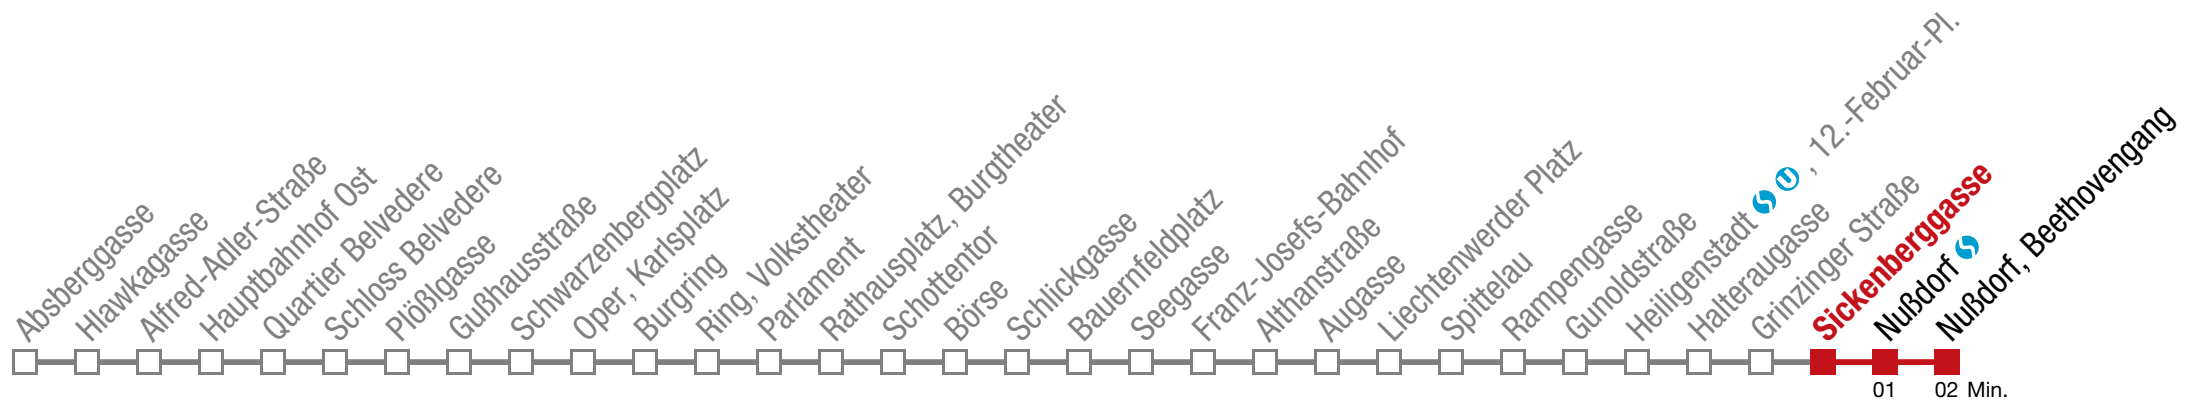 Absberggasse
Hlawkagasse
Alfred-Adler-Straße
Hauptbahnhof Ost
Quartier Belvedere
Schloss Belvedere
Plößlgasse
Gußhausstraße
Schwarzenbergplatz
Oper, Karlsplatz
Burgring
Ring, Volkstheater
Parlament
Rathausplatz, Burgtheater
Schottentor
Börse
Schlickgasse
Bauernfeldplatz
Seegasse
Franz-Josefs-Bahnhof
Althanstraße
Augasse
Liechtenwerder Platz
Spittelau
Rampengasse
Gunoldstraße
Heiligenstadt S U , 12.-Februar-Pl.
Halteraugasse
Grinzinger Straße
Sickenberggasse
Nußdorf S
Nußdorf, Beethovengang
01 02 Min.